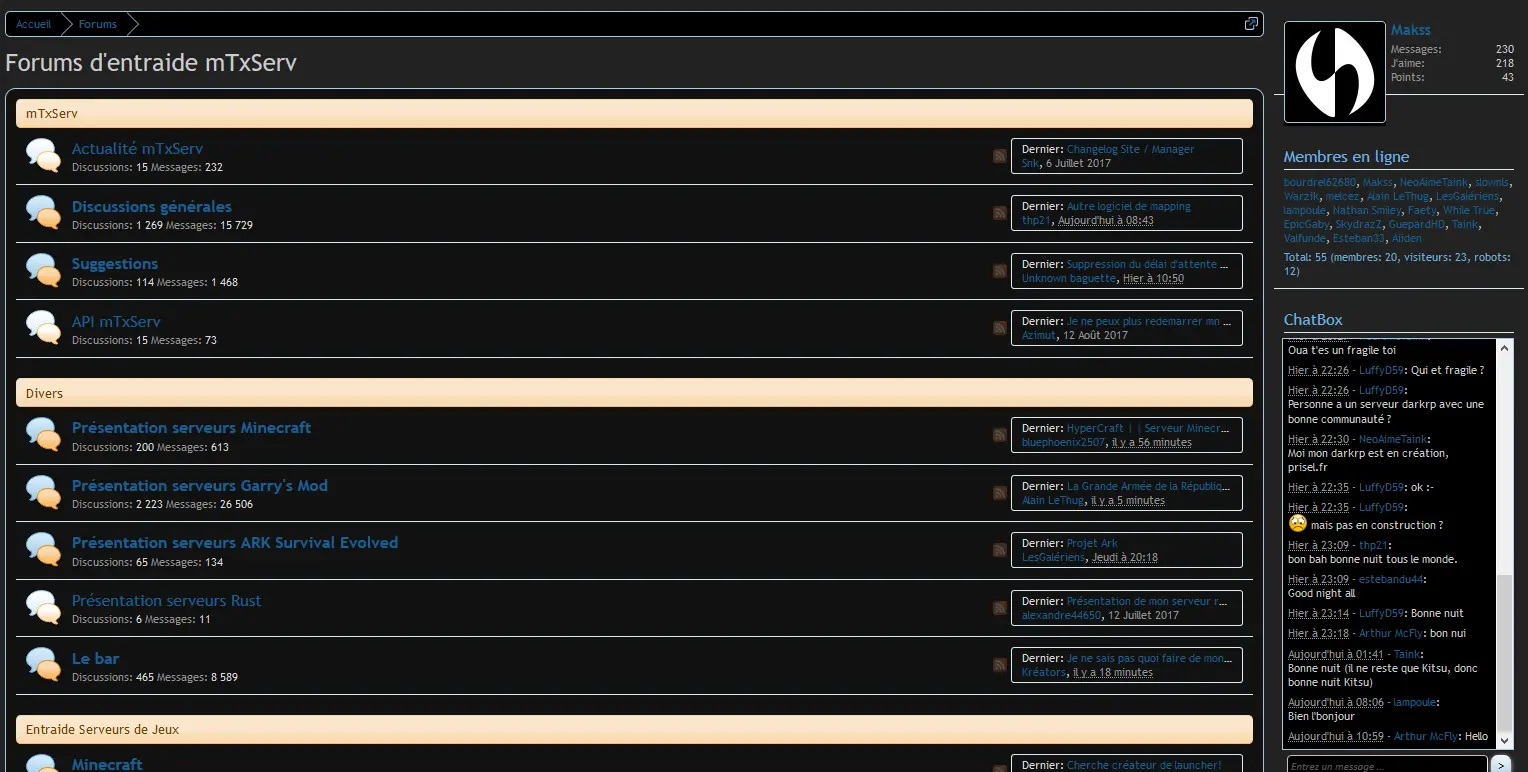 Accueil Forums
Forums d'entraide mTxServ
mTxServ
Actualité mTxServ
Discussions: 15 Messages: 232
Dernier: Changelog Site / Manager
Snk, 6 Juillet 2017
Discussions générales
Discussions: 1 269 Messages: 15 729
Dernier: Autre logiciel de mapping
thp21, Aujourd'hui à 08:43
Suggestions
Discussions: 114 Messages: 1 468
Dernier: Suppression du délai d'attente ...
Unknown baguette, Hier à 10:50
API mTxServ
Discussions: 15 Messages: 73
Dernier: Je ne peux plus redemarrer mn ...
Azimut, 12 Août 2017
Divers
Présentation serveurs Minecraft
Discussions: 200 Messages: 613
Dernier: HyperCraft | | Serveur Minecr...
bluephoenix2507, il y a 56 minutes
Présentation serveurs Garry's Mod
Discussions: 2 223 Messages: 26 506
Dernier: La Grande Armée de la Républiq...
Alain LeThug, il y a 5 minutes
Présentation serveurs ARK Survival Evolved
Discussions: 65 Messages: 134
Dernier: Projet Ark
LesGalériens, Jeudi à 20:18
Présentation serveurs Rust
Discussions: 6 Messages: 11
Dernier: Présentation de mon serveur r...
alexandre44650, 12 Juillet 2017
Le bar
Discussions: 465 Messages: 8 589
Dernier: Je ne sais pas quoi faire de mon...
Kréators, il y a 18 minutes
Entraide Serveurs de Jeux
Minecraft
Dernier: Cherche créateur de launcher!
Makss
Messages: 230
J'aime: 218
Points: 43
Membres en ligne
bourdrel62680, Makss, NeoAimeTaink, slovmls,
Warzik, melcez, Alain LeThug, LesGalériens,
lampoule, Nathan Smiley, Faety, While True,
EpicGaby, SkydrazZ, GuepardHD, Taink,
Valfunde, Esteban33, Aiiden
Total: 55 (membres: 20, visiteurs: 23, robots:
12)
ChatBox
Oua t'es un fragile toi
Hier à 22:26 - LuffyD59: Qui et fragile ?
Hier à 22:26 - LuffyD59:
Personne a un serveur darkrp avec une
bonne communauté ?
Hier à 22:30 - NeoAimeTaink:
Moi mon darkrp est en création,
prisel.fr
Hier à 22:35 - LuffyD59: ok :-
Hier à 22:35 - LuffyD59:
mais pas en construction ?
Hier à 23:09 - thp21:
bon bah bonne nuit tous le monde.
Hier à 23:09 - estebandu44:
Good night all
Hier à 23:14 - LuffyD59: Bonne nuit
Hier à 23:18 - Arthur McFly: bon nui
Aujourd'hui à 01:41 - Taink:
Bonne nuit (il ne reste que Kitsu, donc
bonne nuit Kitsu)
Aujourd'hui à 08:06 - lampoule:
Bien l'bonjour
Aujourd'hui à 10:59 - Arthur McFly: Hello
Entrez un message ... >